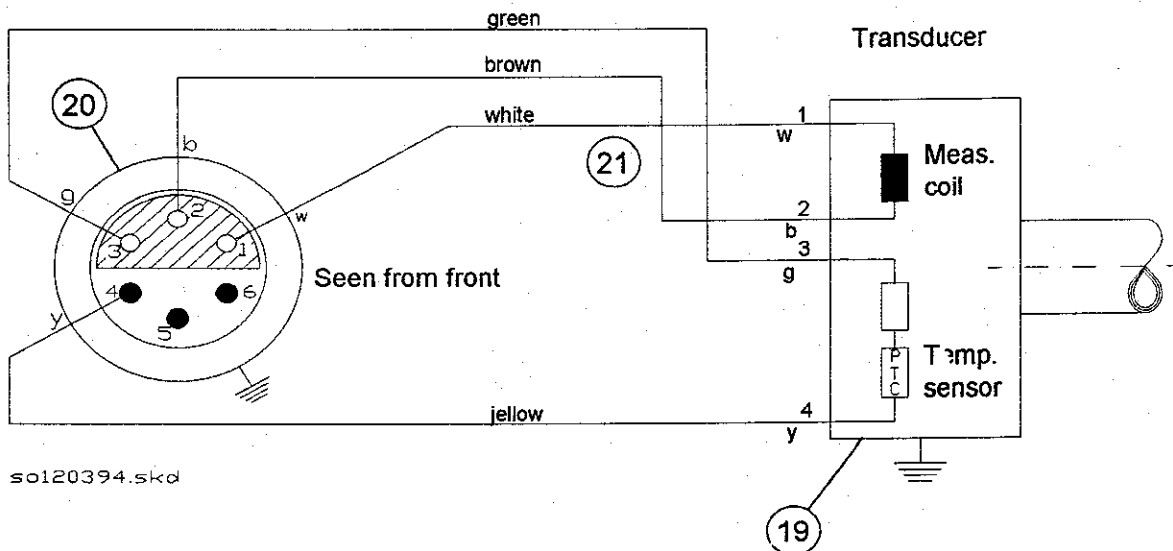 green
Transducer
brown
20
white
1
b
w
21
Meas.
coil
g
2
w
2
b
3
1
3
Seen from front
g
4
6
y
5
P
T
C
Temp.
sensor
jellow
4
y
so120394.skd
19